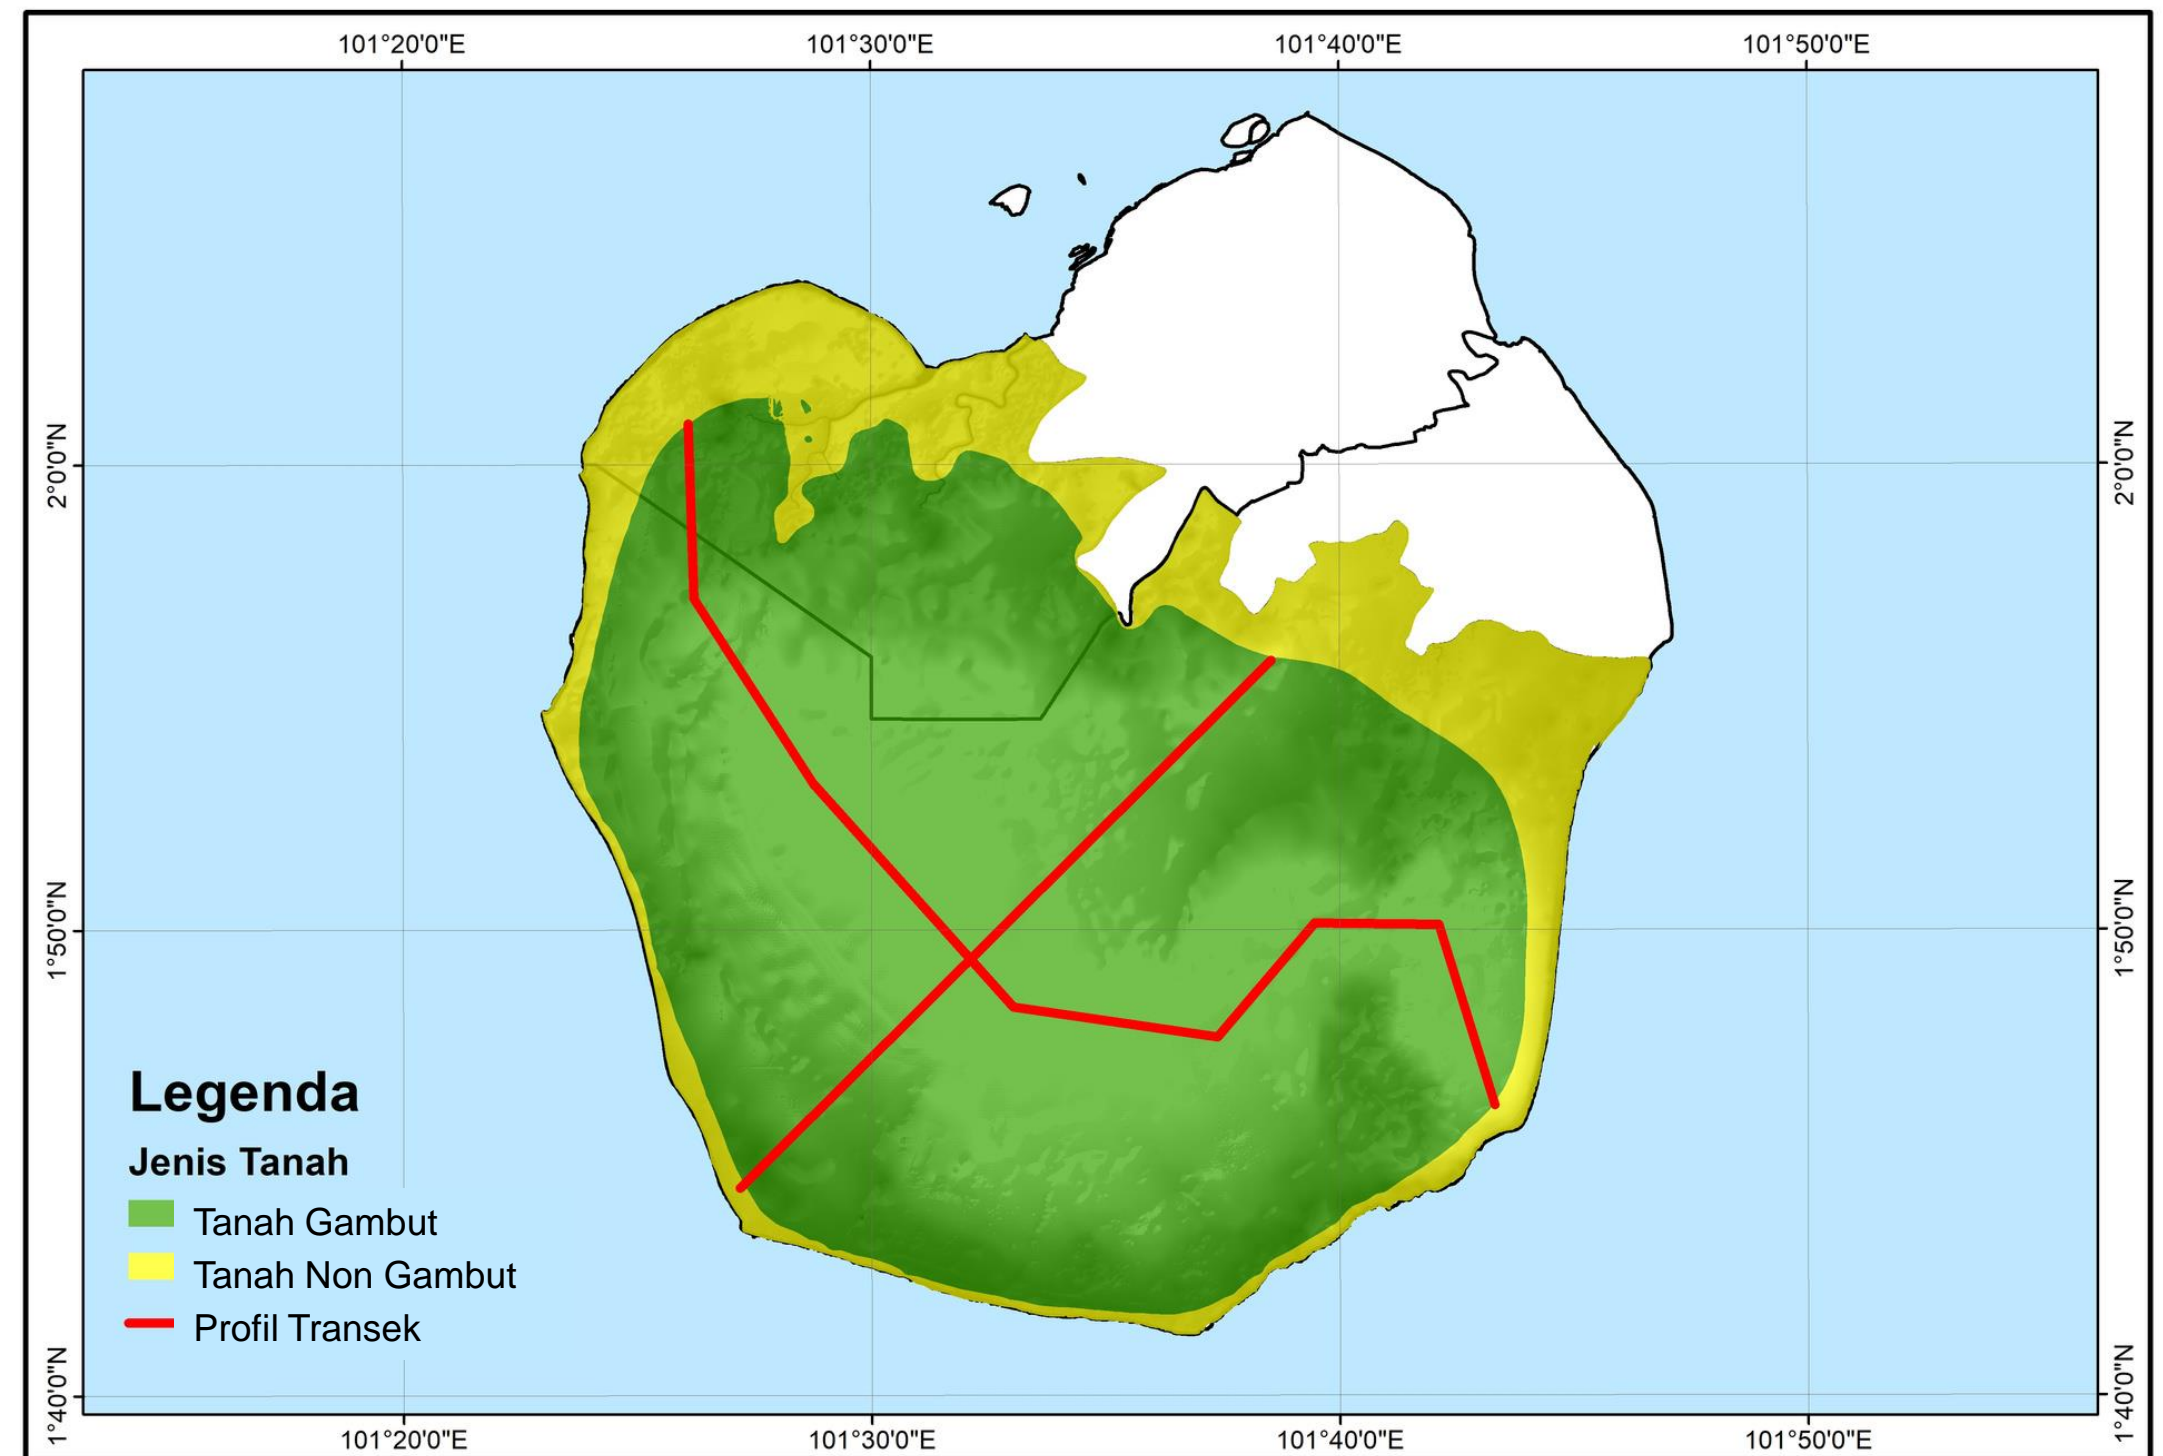 101°20'0"E 101°30'0"E 101°40'0"E 101°50'0"E
2°0'0"N 2°0'0"N
1°50'0"N 1°50'0"N
Legenda
Jenis Tanah
Tanah Gambut
Tanah Non Gambut
Profil Transek
1°40'0"N 1°40'0"N
101°20'0"E 101°30'0"E 101°40'0"E 101°50'0"E